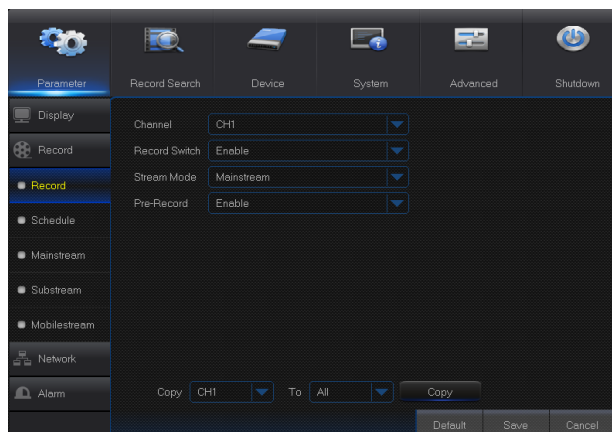 Parameter Record Search Device System Advanced Shutdown
Display
Record
Record
Schedule
Mainstream
Substream
Mobilestream
Network
Alarm
Channel CH1
Record Switch Enable
Stream Mode Mainstream
Pre-Record Enable
Copy CH1 To All Copy
Default Save Cancel